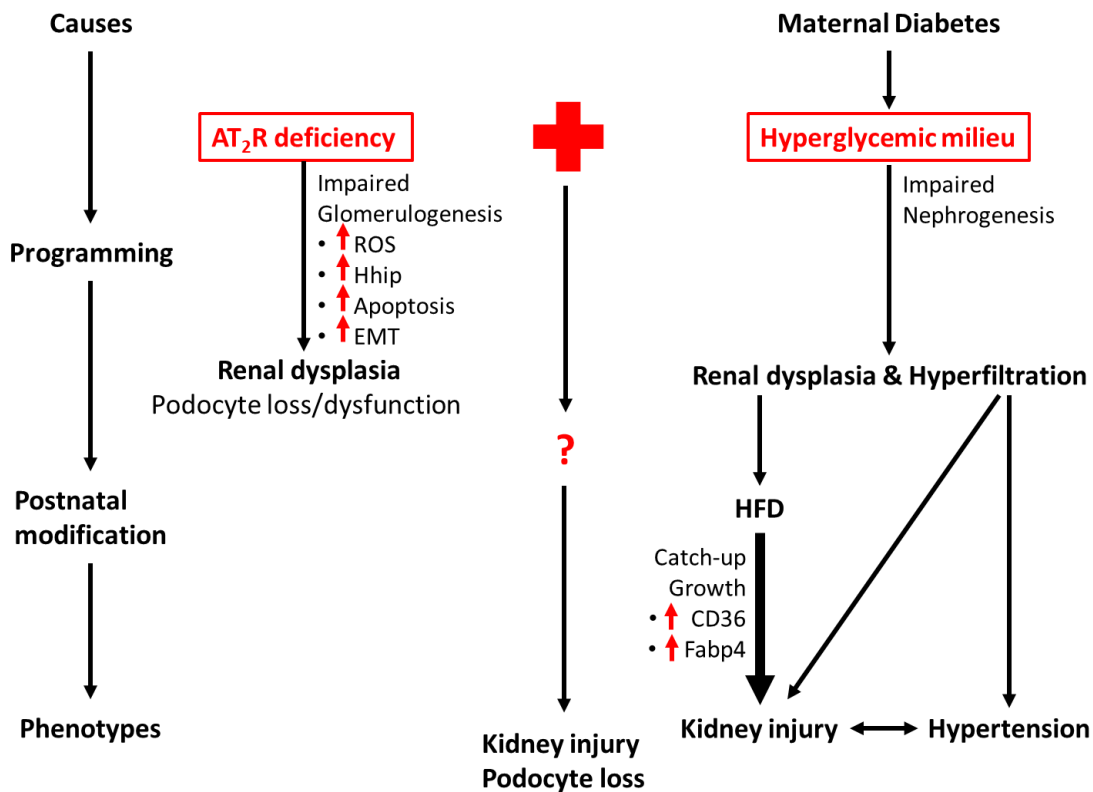 Causes
Programming
Postnatal
modification
Phenotypes
AT₂R deficiency
Impaired
Glomerulogenesis
• ROS
• Hhip
• Apoptosis
• EMT
Renal dysplasia
Podocyte loss/dysfunction
?
Kidney injury
Podocyte loss
Maternal Diabetes
Hyperglycemic milieu
Impaired
Nephrogenesis
Renal dysplasia & Hyperfiltration
HFD
Catch-up
Growth
• CD36
• Fabp4
Kidney injury
Hypertension